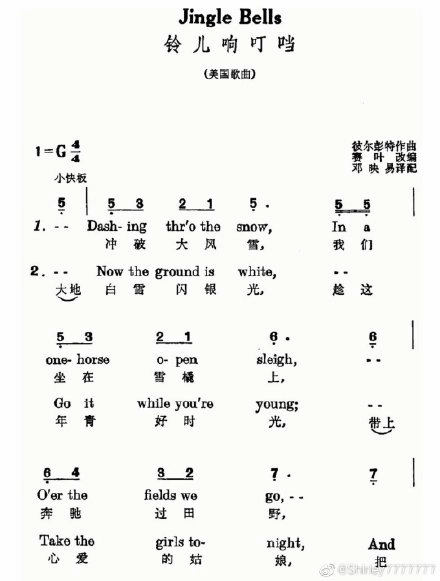 Jingle Bells
铃儿响叮当
(美国歌曲)
1=G 4/4
彼尔彭特作曲
赛叶改编
邓映易译配
小快板
5 5 3 2 1 5. 5 5
1. -- Dash- ing thr'o the snow, In a
冲破大风雪, 我们
2. -- Now the ground is white, --
大地 白雪闪银光, 趁这
5 3 2 1 6. 6
one- horse o- pen sleigh, --
坐在雪橇上,
Go it while you're young; --
年青好时光, 带上
6 4 3 2 7. 7
O'er the fields we go, --
奔驰过田野,
Take the girls to- night, And
心爱的姑娘, 把
@Shirley7777777